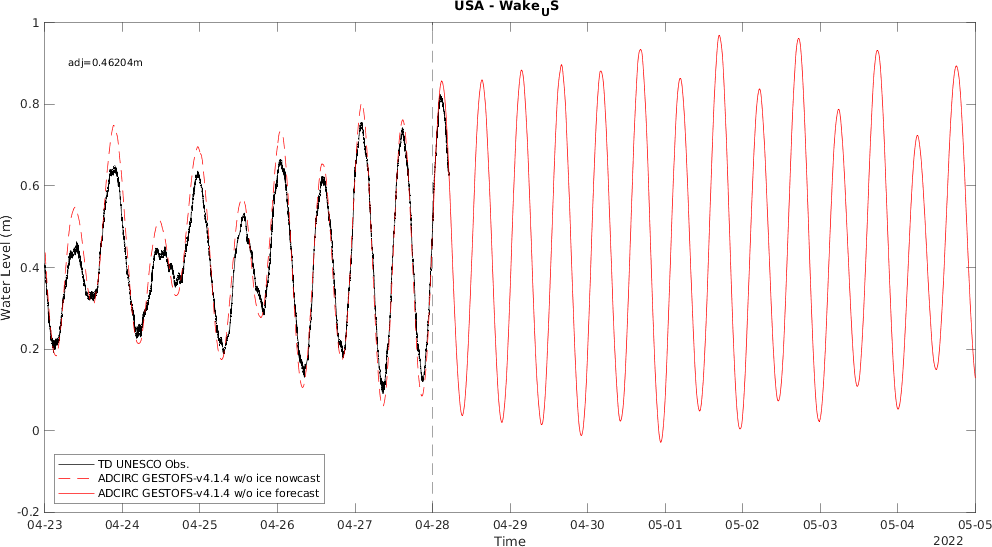 USA - Wake_US
adj=0.46204m
Water Level (m)
1
0.8
0.6
0.4
0.2
0
-0.2
TD UNESCO Obs.
ADCIRC GESTOFS-v4.1.4 w/o ice nowcast
ADCIRC GESTOFS-v4.1.4 w/o ice forecast
04-23 04-24 04-25 04-26 04-27 04-28 04-29 04-30 05-01 05-02 05-03 05-04 05-05
Time
2022